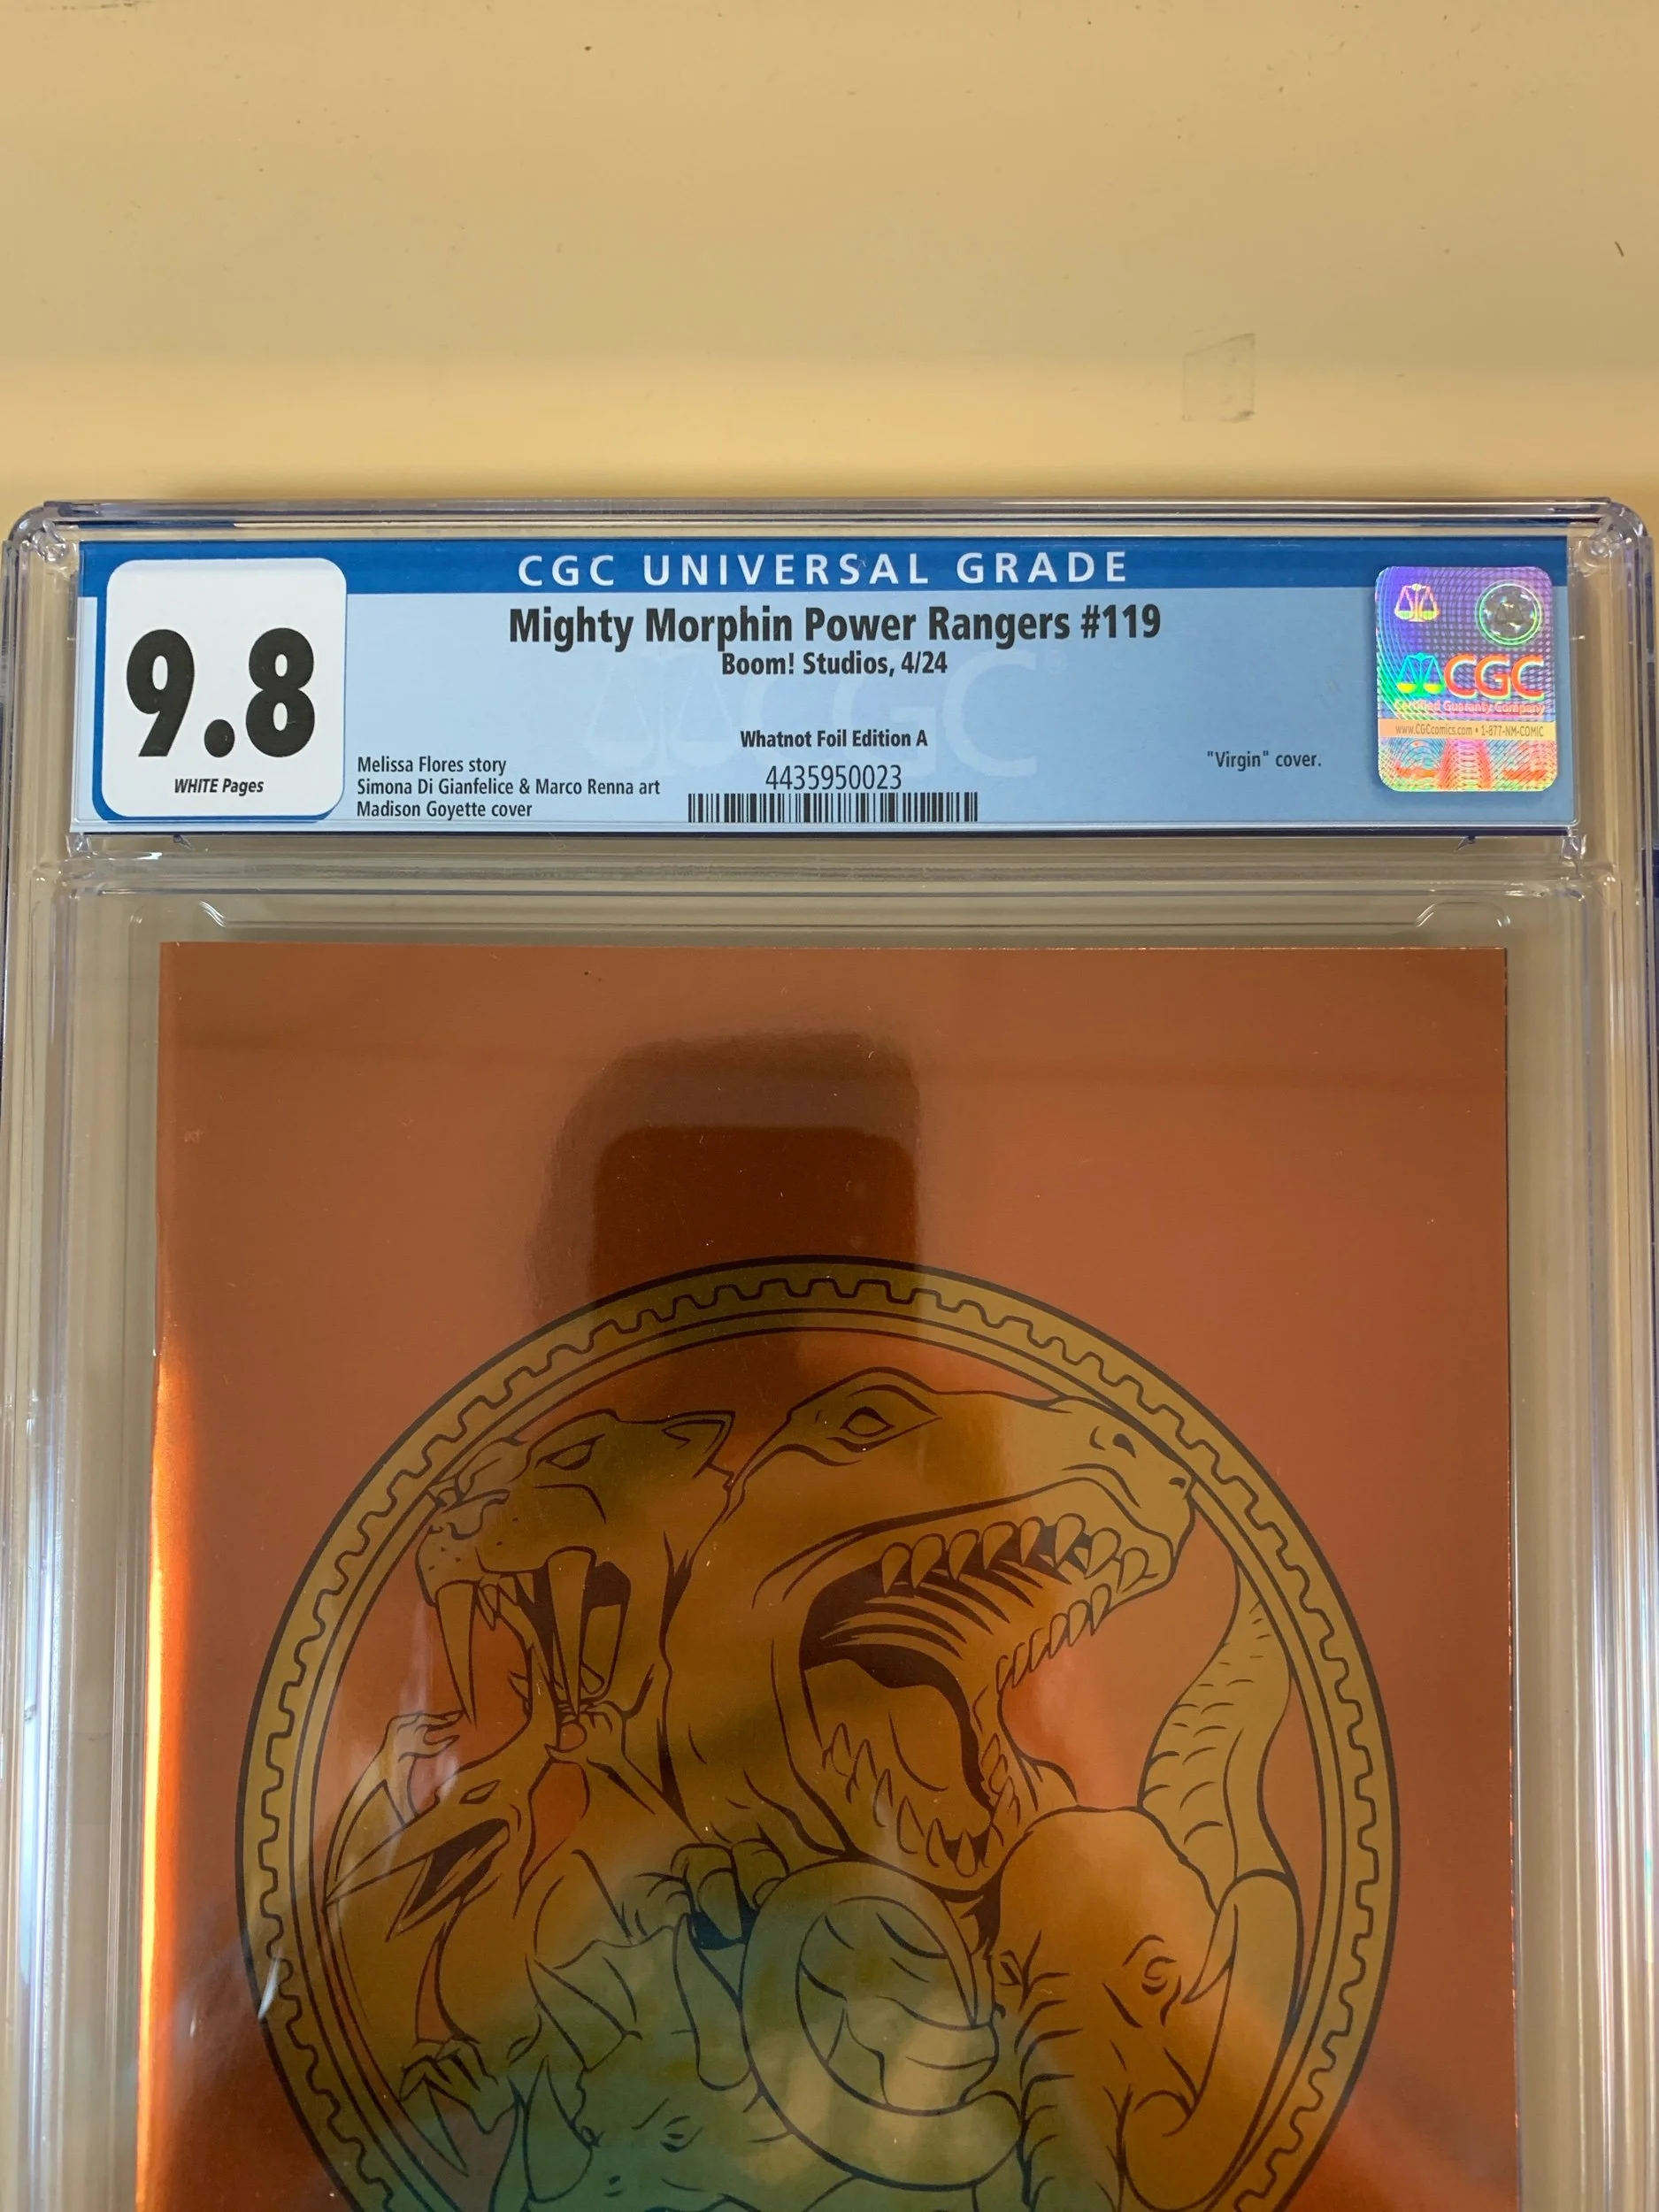 CGC UNIVERSAL GRADE
9.8
WHITE Pages
Mighty Morphin Power Rangers #119
Boom! Studios, 4/24
Whatnot Foil Edition A
Melissa Flores story
Simona Di Gianfelice & Marco Renna art
Madison Goyette cover
4435950023
"Virgin" cover.
CGC
CGC
Certified Guaranty Company
www.CGCcomics.com • 1-877-NM-COMIC